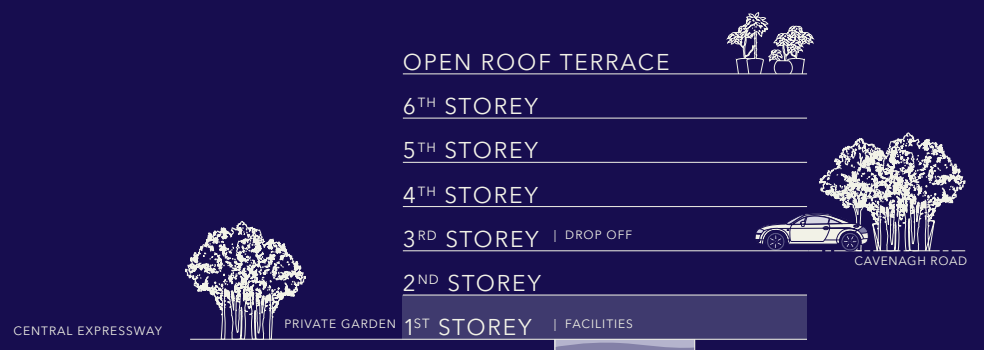 OPEN ROOF TERRACE
6TH STOREY
5TH STOREY
4TH STOREY
3RD STOREY | DROP OFF
CAVENAGH ROAD
2ND STOREY
CENTRAL EXPRESSWAY PRIVATE GARDEN 1ST STOREY | FACILITIES